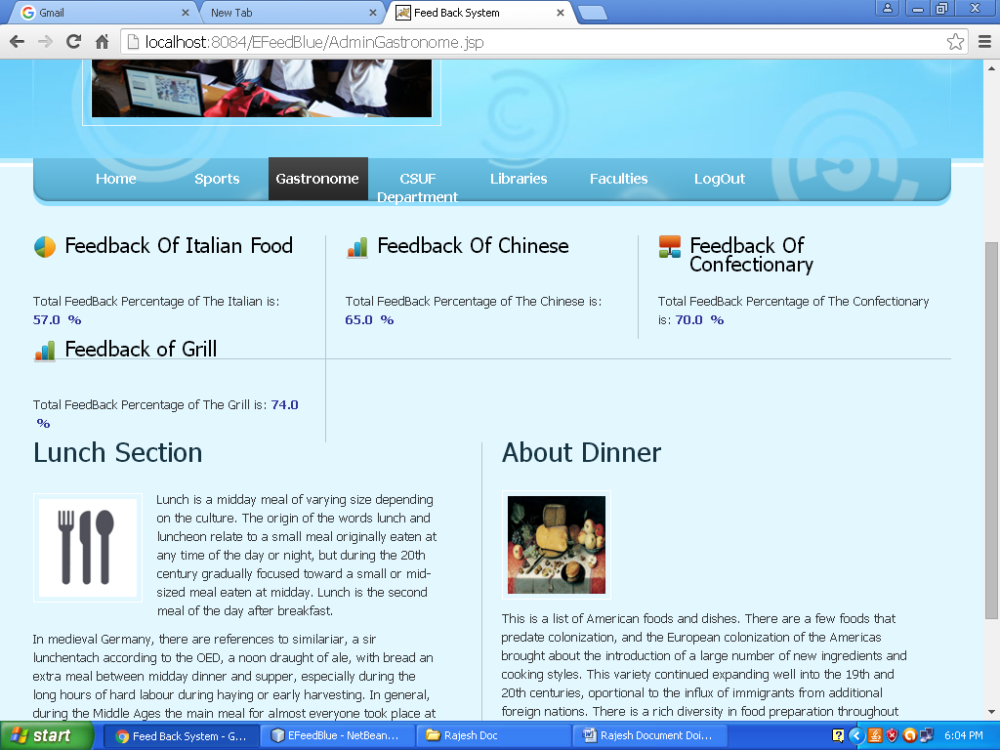 Gmail
New Tab
Feed Back System
localhost:8084/EFeedBlue/AdminGastronome.jsp
Home
Sports
Gastronome
CSUF
Department
Libraries
Faculties
LogOut
Feedback Of Italian Food
Total FeedBack Percentage of The Italian is:
57.0 %
Feedback Of Chinese
Total FeedBack Percentage of The Chinese is:
65.0 %
Feedback Of
Confectionary
Total FeedBack Percentage of The Confectionary
is: 70.0 %
Feedback of Grill
Total FeedBack Percentage of The Grill is: 74.0
%
Lunch Section
Lunch is a midday meal of varying size depending
on the culture. The origin of the words lunch and
luncheon relate to a small meal originally eaten at
any time of the day or night, but during the 20th
century gradually focused toward a small or mid-
sized meal eaten at midday. Lunch is the second
meal of the day after breakfast.
In medieval Germany, there are references to similariar, a sir
lunchentach according to the OED, a noon draught of ale, with bread an
extra meal between midday dinner and supper, especially during the
long hours of hard labour during haying or early harvesting. In general,
during the Middle Ages the main meal for almost everyone took place at
About Dinner
This is a list of American foods and dishes. There are a few foods that
predate colonization, and the European colonization of the Americas
brought about the introduction of a large number of new ingredients and
cooking styles. This variety continued expanding well into the 19th and
20th centuries, oportional to the influx of immigrants from additional
foreign nations. There is a rich diversity in food preparation throughout
start
Feed Back System - G...
EFeedBlue - NetBean...
Rajesh Doc
Rajesh Document Doi...
6:04 PM